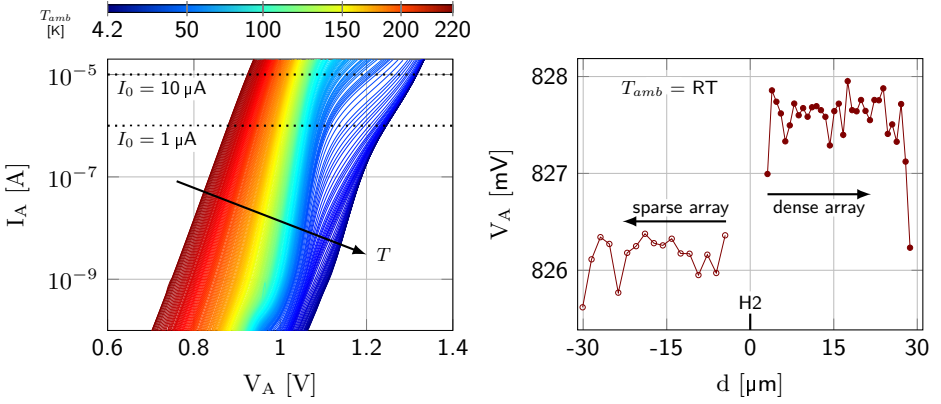 T_amb
[K]
4.2 50 100 150 200 220
10^-5
10^-7
10^-9
I_A [A]
I_0 = 10 µA
I_0 = 1 µA
T
0.6 0.8 1 1.2 1.4
V_A [V]
828
827
826
V_A [mV]
T_amb = RT
sparse array
dense array
H2
-30 -15 0 15 30
d [µm]